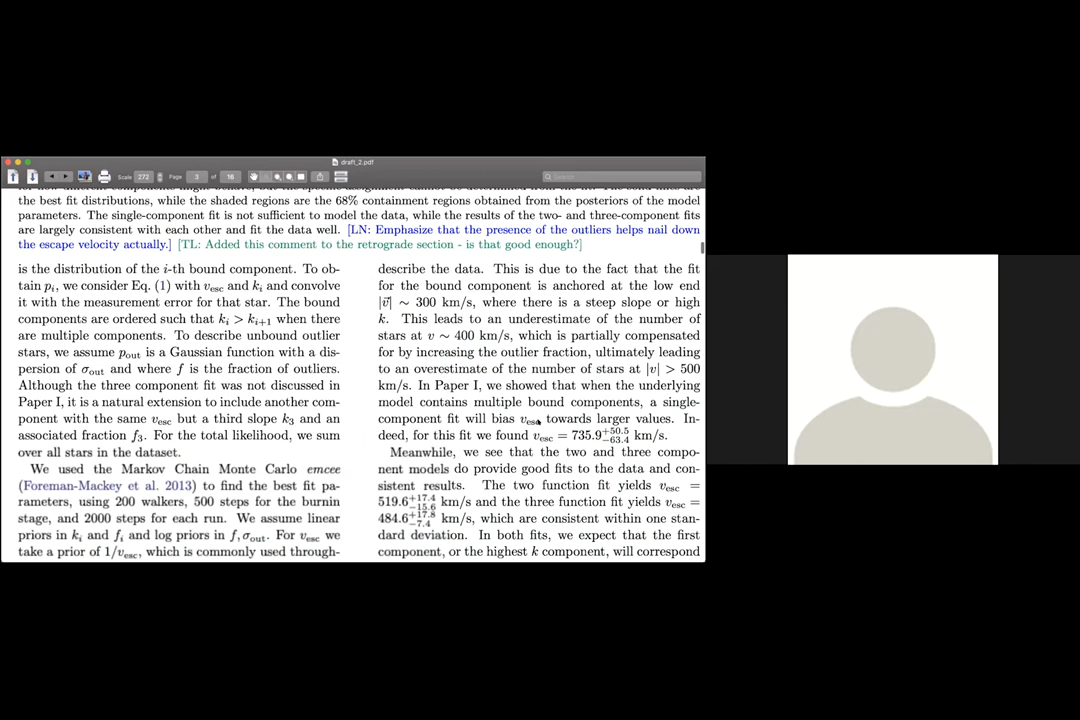 draft_2.pdf
Scale 272 Page 3 of 16 Search
the best fit distributions, while the shaded regions are the 68% containment regions obtained from the posteriors of the model
parameters. The single-component fit is not sufficient to model the data, while the results of the two- and three-component fits
are largely consistent with each other and fit the data well. [LN: Emphasize that the presence of the outliers helps nail down
the escape velocity actually.] [TL: Added this comment to the retrograde section - is that good enough?]
is the distribution of the i-th bound component. To ob-
tain p_i, we consider Eq. (1) with v_esc and k_i and convolve
it with the measurement error for that star. The bound
components are ordered such that k_i > k_{i+1} when there
are multiple components. To describe unbound outlier
stars, we assume p_out is a Gaussian function with a dis-
persion of σ_out and where f is the fraction of outliers.
Although the three component fit was not discussed in
Paper I, it is a natural extension to include another com-
ponent with the same v_esc but a third slope k_3 and an
associated fraction f_3. For the total likelihood, we sum
over all stars in the dataset.
We used the Markov Chain Monte Carlo emcee
(Foreman-Mackey et al. 2013) to find the best fit pa-
rameters, using 200 walkers, 500 steps for the burnin
stage, and 2000 steps for each run. We assume linear
priors in k_i and f_i and log priors in f, σ_out. For v_esc we
take a prior of 1/v_esc, which is commonly used through-
describe the data. This is due to the fact that the fit
for the bound component is anchored at the low end
|v⃗| ∼ 300 km/s, where there is a steep slope or high
k. This leads to an underestimate of the number of
stars at v ∼ 400 km/s, which is partially compensated
for by increasing the outlier fraction, ultimately leading
to an overestimate of the number of stars at |v| > 500
km/s. In Paper I, we showed that when the underlying
model contains multiple bound components, a single-
component fit will bias v_esc towards larger values. In-
deed, for this fit we found v_esc = 735.9^{+50.5}_{-63.4} km/s.
Meanwhile, we see that the two and three compo-
nent models do provide good fits to the data and con-
sistent results. The two function fit yields v_esc =
519.6^{+17.4}_{-15.6} km/s and the three function fit yields v_esc =
484.6^{+17.8}_{-7.4} km/s, which are consistent within one stan-
dard deviation. In both fits, we expect that the first
component, or the highest k component, will correspond